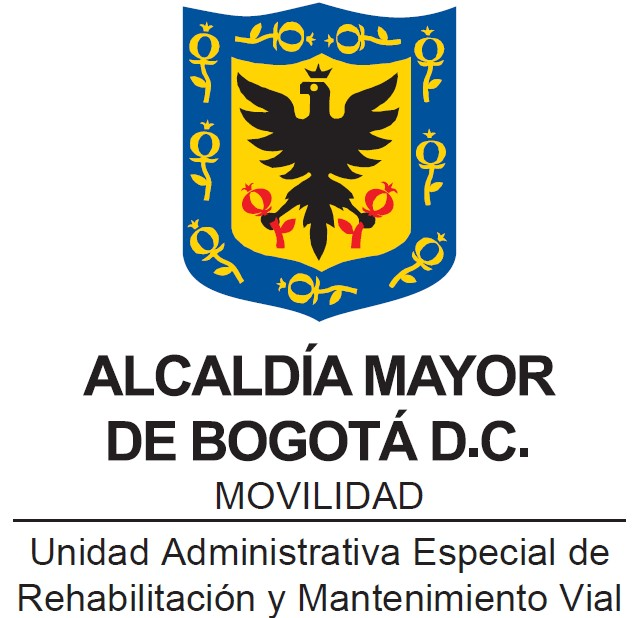 ALCALDÍA MAYOR
DE BOGOTÁ D.C.
MOVILIDAD
Unidad Administrativa Especial de
Rehabilitación y Mantenimiento Vial